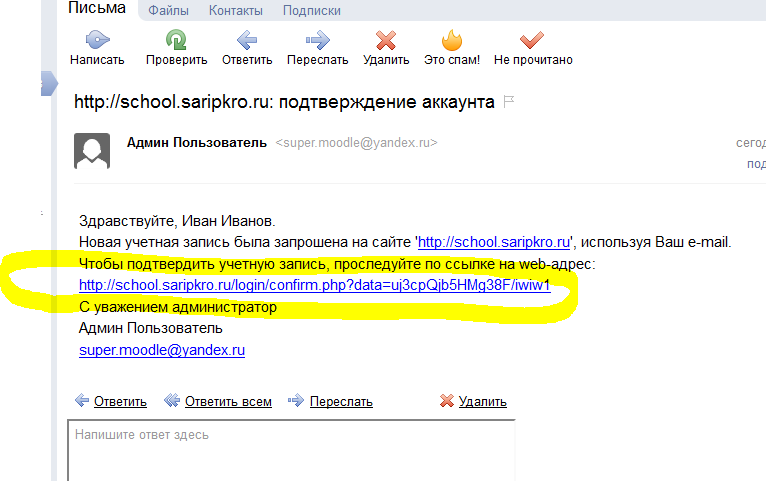 Письма Файлы Контакты Подписки
Написать Проверить Ответить Переслать Удалить Это спам! Не прочитано
http://school.saripkro.ru: подтверждение аккаунта
Админ Пользователь <super.moodle@yandex.ru>
Здравствуйте, Иван Иванов.
Новая учетная запись была запрошена на сайте 'http://school.saripkro.ru', используя Ваш e-mail.
Чтобы подтвердить учетную запись, проследуйте по ссылке на web-адрес:
http://school.saripkro.ru/login/confirm.php?data=uj3cpQjb5HMg38F/iwiw1
С уважением администратор
Админ Пользователь
super.moodle@yandex.ru
Ответить Ответить всем Переслать Удалить
Напишите ответ здесь